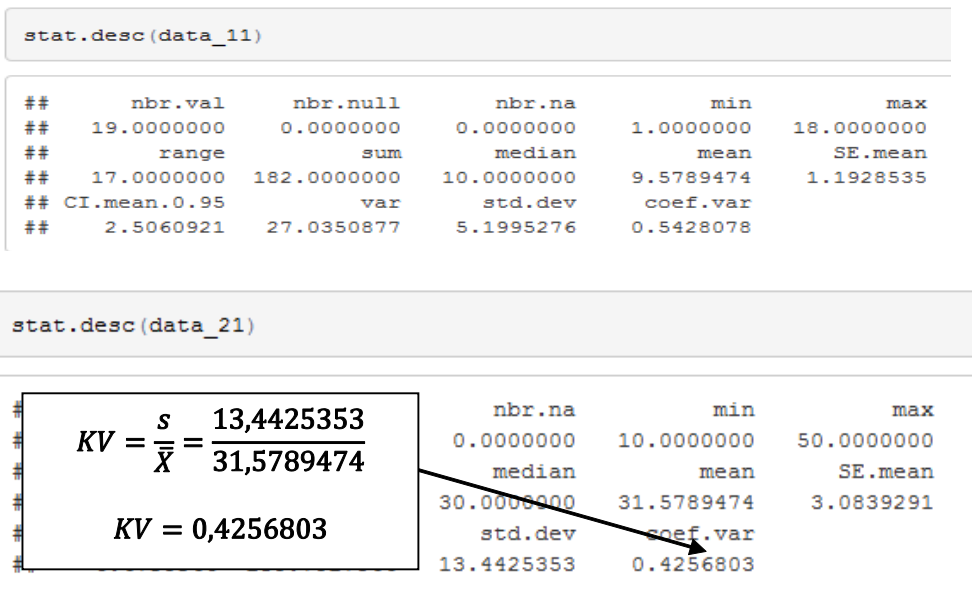 stat.desc(data_11)
## nbr.val nbr.null nbr.na min max
## 19.0000000 0.0000000 0.0000000 1.0000000 18.0000000
## range sum median mean SE.mean
## 17.0000000 182.0000000 10.0000000 9.5789474 1.1928535
## CI.mean.0.95 var std.dev coef.var
## 2.5060921 27.0350877 5.1995276 0.5428078
stat.desc(data_21)
nbr.na min max
0.0000000 10.0000000 50.0000000
median mean SE.mean
30.0000000 31.5789474 3.0839291
std.dev coef.var
13.4425353 0.4256803
KV = s / X̄ = 13,4425353 / 31,5789474
KV = 0,4256803